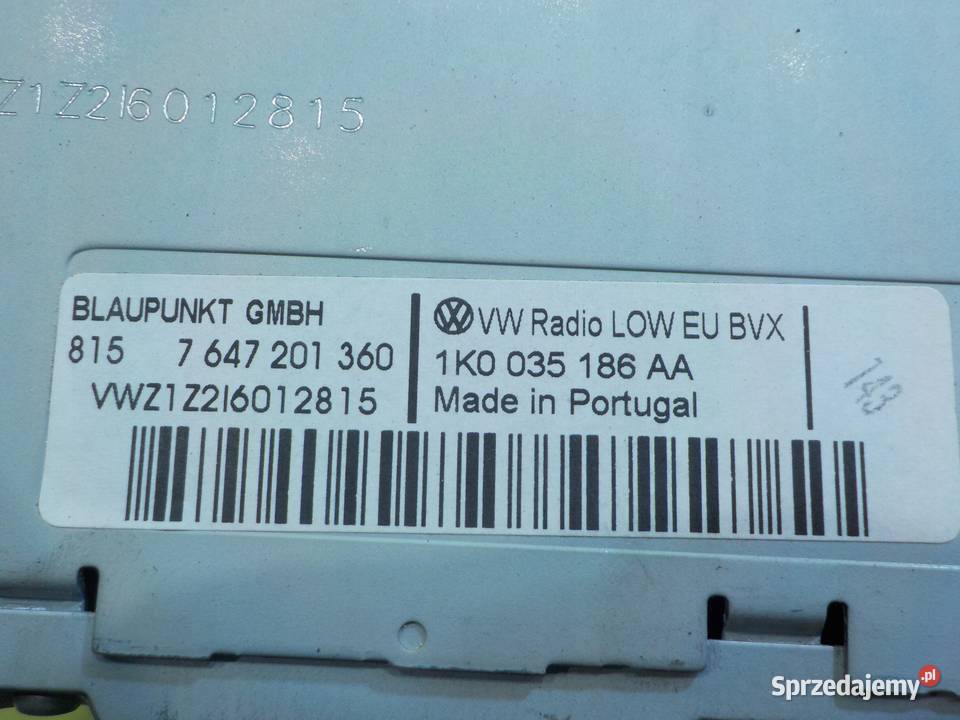 Z1Z2I6012815
BLAUPUNKT GMBH
815 7 647 201 360
VWZ1Z2I6012815
VW Radio LOW EU BVX
1K0 035 186 AA
Made in Portugal
143
Sprzedajemy.pl